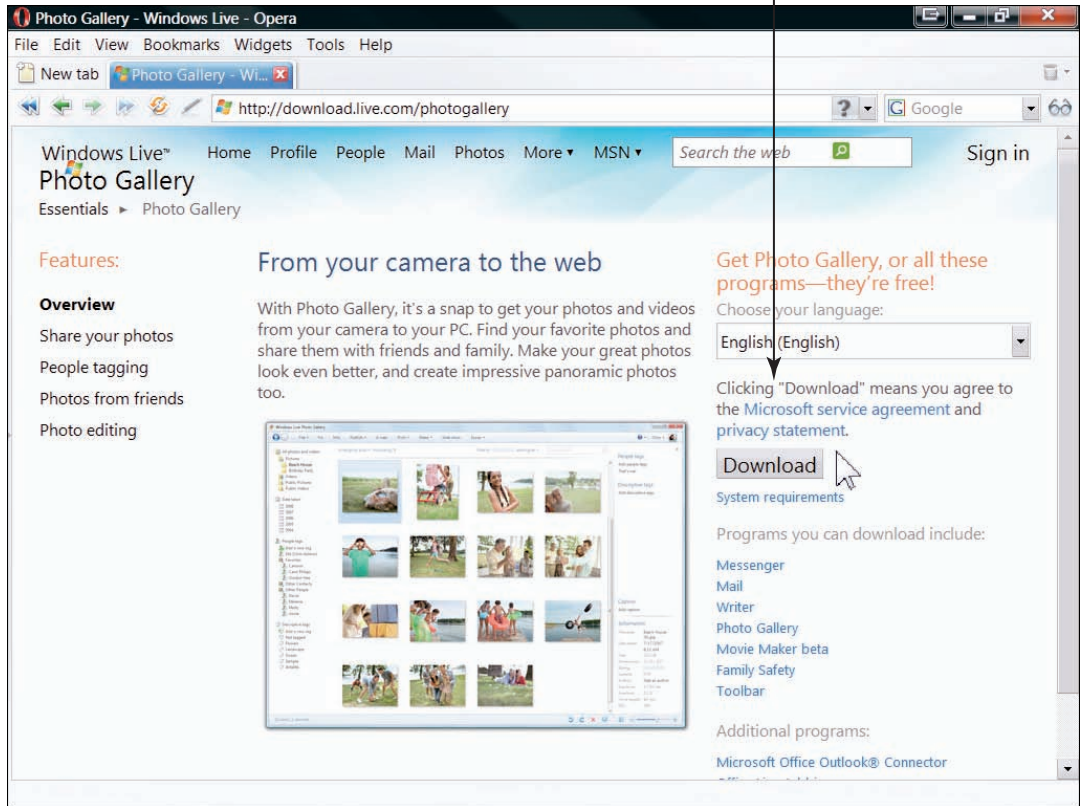 Photo Gallery - Windows Live - Opera
File Edit View Bookmarks Widgets Tools Help
New tab Photo Gallery - Wi...
http://download.live.com/photogallery ? G Google
Windows Live™ Home Profile People Mail Photos More MSN Search the web Sign in
Photo Gallery
Essentials ► Photo Gallery
Features:
Overview
Share your photos
People tagging
Photos from friends
Photo editing
From your camera to the web
With Photo Gallery, it's a snap to get your photos and videos
from your camera to your PC. Find your favorite photos and
share them with friends and family. Make your great photos
look even better, and create impressive panoramic photos
too.
Windows Live Photo Gallery
Get Photo Gallery, or all these
programs—they're free!
Choose your language:
English (English)
Clicking "Download" means you agree to
the Microsoft service agreement and
privacy statement.
Download
System requirements
Programs you can download include:
Messenger
Mail
Writer
Photo Gallery
Movie Maker beta
Family Safety
Toolbar
Additional programs:
Microsoft Office Outlook® Connector